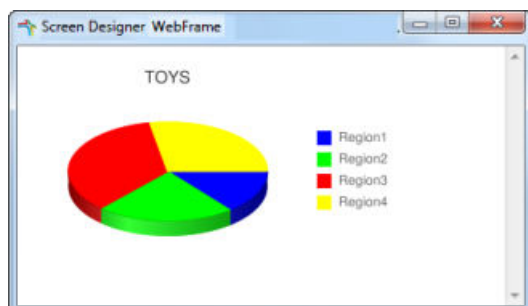 Screen Designer WebFrame
TOYS
Region1
Region2
Region3
Region4